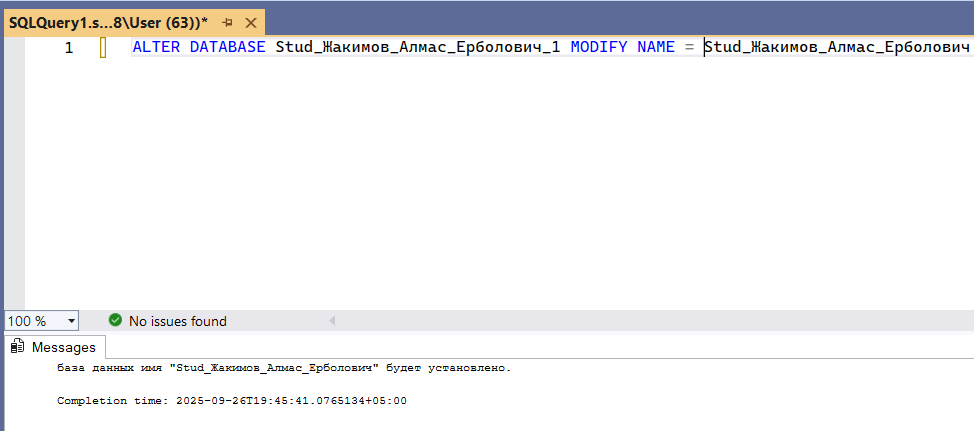 SQLQuery1.s...8\User (63))*
1 ALTER DATABASE Stud_Жакимов_Алмас_Ерболович_1 MODIFY NAME = Stud_Жакимов_Алмас_Ерболович
100 % No issues found
Messages
база данных имя "Stud_Жакимов_Алмас_Ерболович" будет установлено.
Completion time: 2025-09-26T19:45:41.0765134+05:00